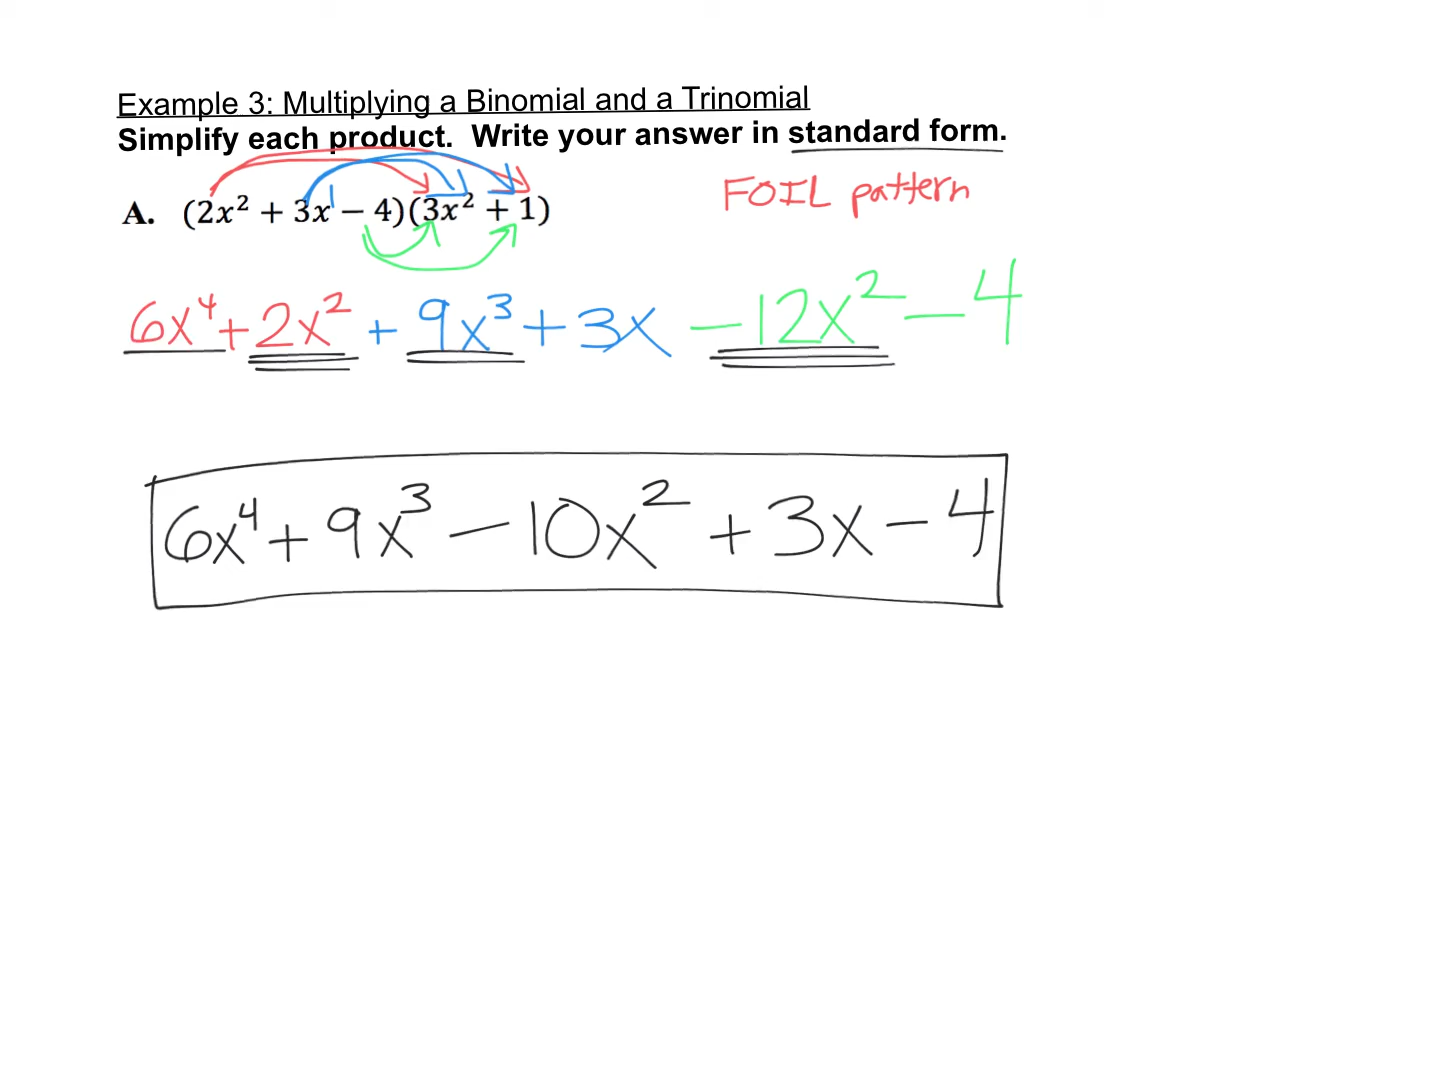 Example 3: Multiplying a Binomial and a Trinomial
Simplify each product.  Write your answer in standard form.
FOIL pattern
A. (2x² + 3x¹ − 4)(3x² + 1)
6x⁴ + 2x² + 9x³ + 3x − 12x² − 4
6x⁴ + 9x³ − 10x² + 3x − 4